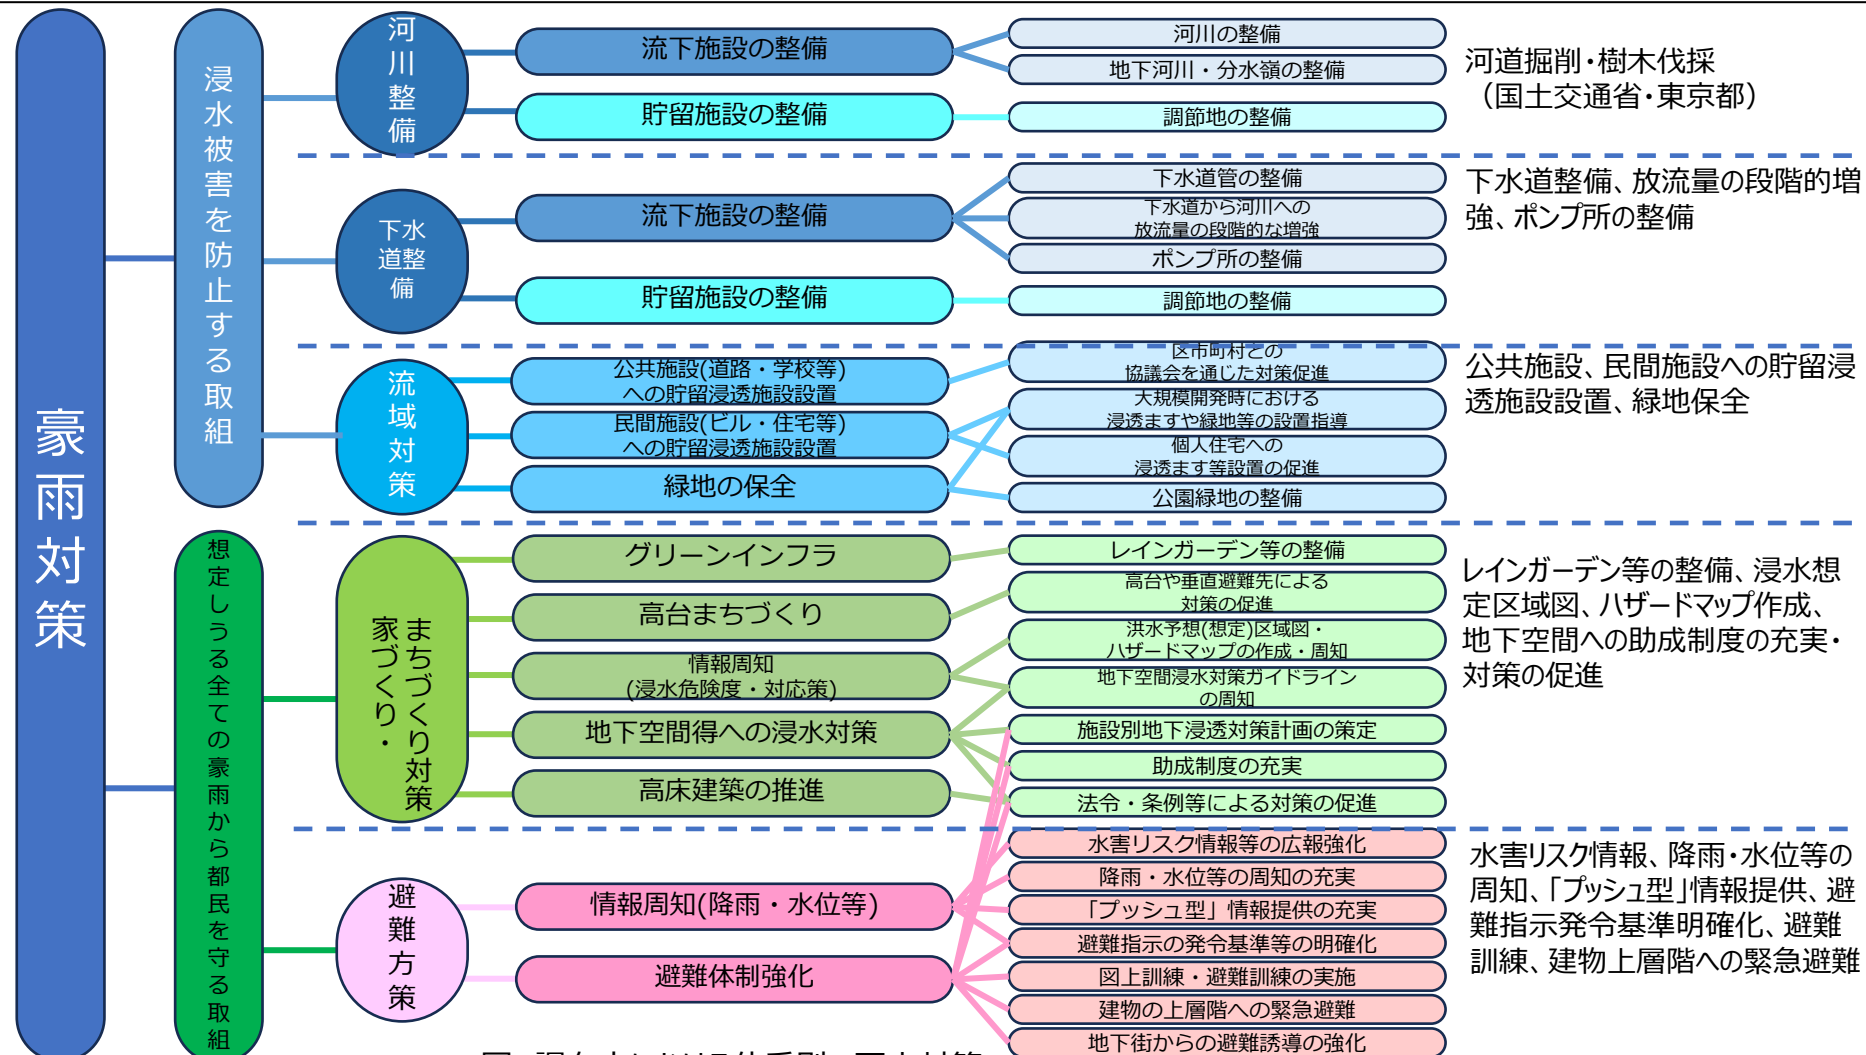 豪雨対策
浸水被害を防止する取組
河川整備
流下施設の整備
河川の整備
地下河川・分水嶺の整備
貯留施設の整備
調節地の整備
河道掘削・樹木伐採
（国土交通省・東京都）
下水
道整
備
流下施設の整備
下水道管の整備
下水道から河川への
放流量の段階的な増強
ポンプ所の整備
貯留施設の整備
調節地の整備
下水道整備、放流量の段階的増
強、ポンプ所の整備
流域対策
公共施設(道路・学校等)
への貯留浸透施設設置
民間施設(ビル・住宅等)
への貯留浸透施設設置
緑地の保全
区市町村との
協議会を通じた対策促進
大規模開発時における
浸透ますや緑地等の設置指導
個人住宅への
浸透ます等設置の促進
公園緑地の整備
公共施設、民間施設への貯留浸
透施設設置、緑地保全
想定しうる全ての豪雨から都民を守る取組
まちづくり対策
家づくり・
グリーンインフラ
高台まちづくり
情報周知
(浸水危険度・対応策)
地下空間得への浸水対策
高床建築の推進
レインガーデン等の整備
高台や垂直避難先による
対策の促進
洪水予想(想定)区域図・
ハザードマップの作成・周知
地下空間浸水対策ガイドライン
の周知
施設別地下浸透対策計画の策定
助成制度の充実
法令・条例等による対策の促進
レインガーデン等の整備、浸水想
定区域図、ハザードマップ作成、
地下空間への助成制度の充実・
対策の促進
避難方策
情報周知(降雨・水位等)
避難体制強化
水害リスク情報等の広報強化
降雨・水位等の周知の充実
「プッシュ型」情報提供の充実
避難指示の発令基準等の明確化
図上訓練・避難訓練の実施
建物の上層階への緊急避難
地下街からの避難誘導の強化
水害リスク情報、降雨・水位等の
周知、「プッシュ型」情報提供、避
難指示発令基準明確化、避難
訓練、建物上層階への緊急避難